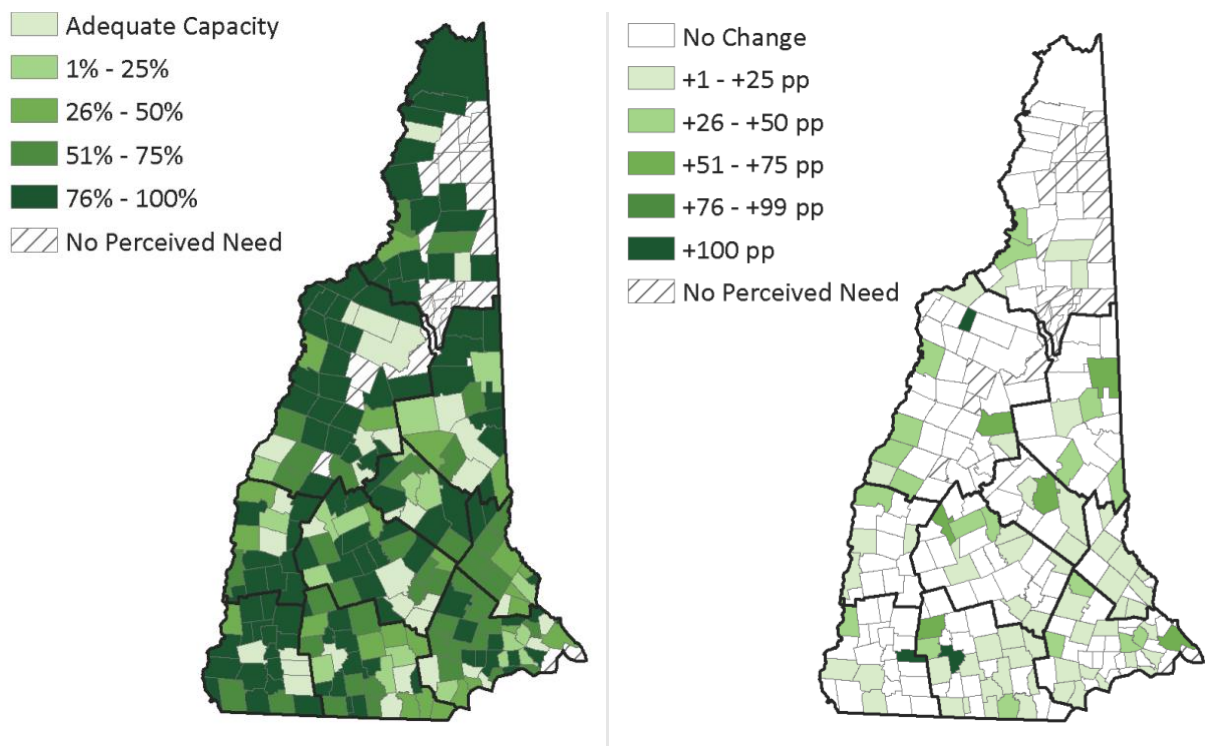 Adequate Capacity
1% - 25%
26% - 50%
51% - 75%
76% - 100%
No Perceived Need
No Change
+1 - +25 pp
+26 - +50 pp
+51 - +75 pp
+76 - +99 pp
+100 pp
No Perceived Need